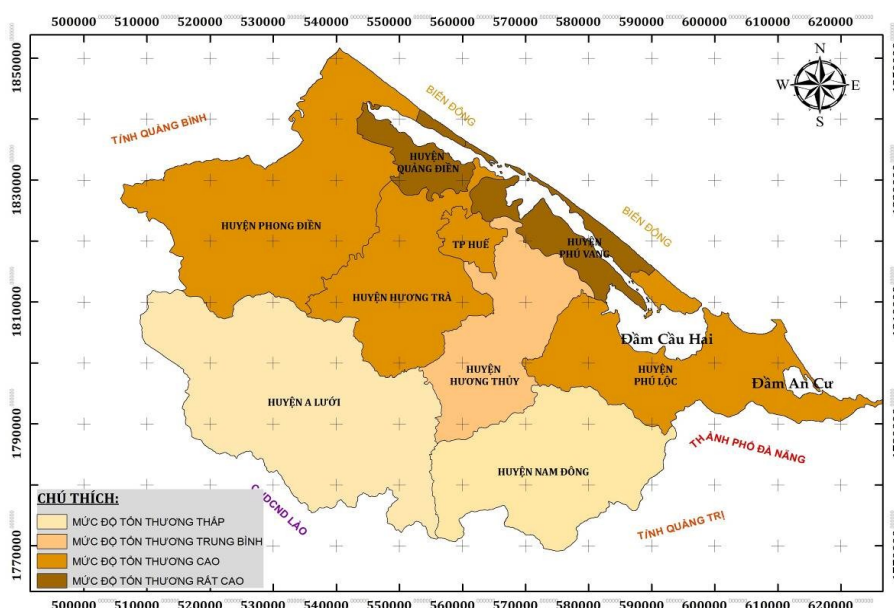 500000 510000 520000 530000 540000 550000 560000 570000 580000 590000 600000 610000 620000
1850000
1830000
1810000
1790000
1770000
N
W E
S
BIỂN ĐÔNG
TỈNH QUẢNG BÌNH
HUYỆN
QUẢNG ĐIỀN
BIỂN ĐÔNG
HUYỆN PHONG ĐIỀN
TP HUẾ
HUYỆN
PHÚ VANG
HUYỆN HƯƠNG TRÀ
Đầm Cầu Hai
HUYỆN
HƯƠNG THỦY
HUYỆN
PHÚ LỘC
Đầm An Cư
HUYỆN A LƯỚI
THÀNH PHỐ ĐÀ NẴNG
HUYỆN NAM ĐÔNG
CHDCND LÀO
TỈNH QUẢNG TRỊ
CHÚ THÍCH:
MỨC ĐỘ TỔN THƯƠNG THẤP
MỨC ĐỘ TỔN THƯƠNG TRUNG BÌNH
MỨC ĐỘ TỔN THƯƠNG CAO
MỨC ĐỘ TỔN THƯƠNG RẤT CAO
500000 510000 520000 530000 540000 550000 560000 570000 580000 590000 600000 610000 620000